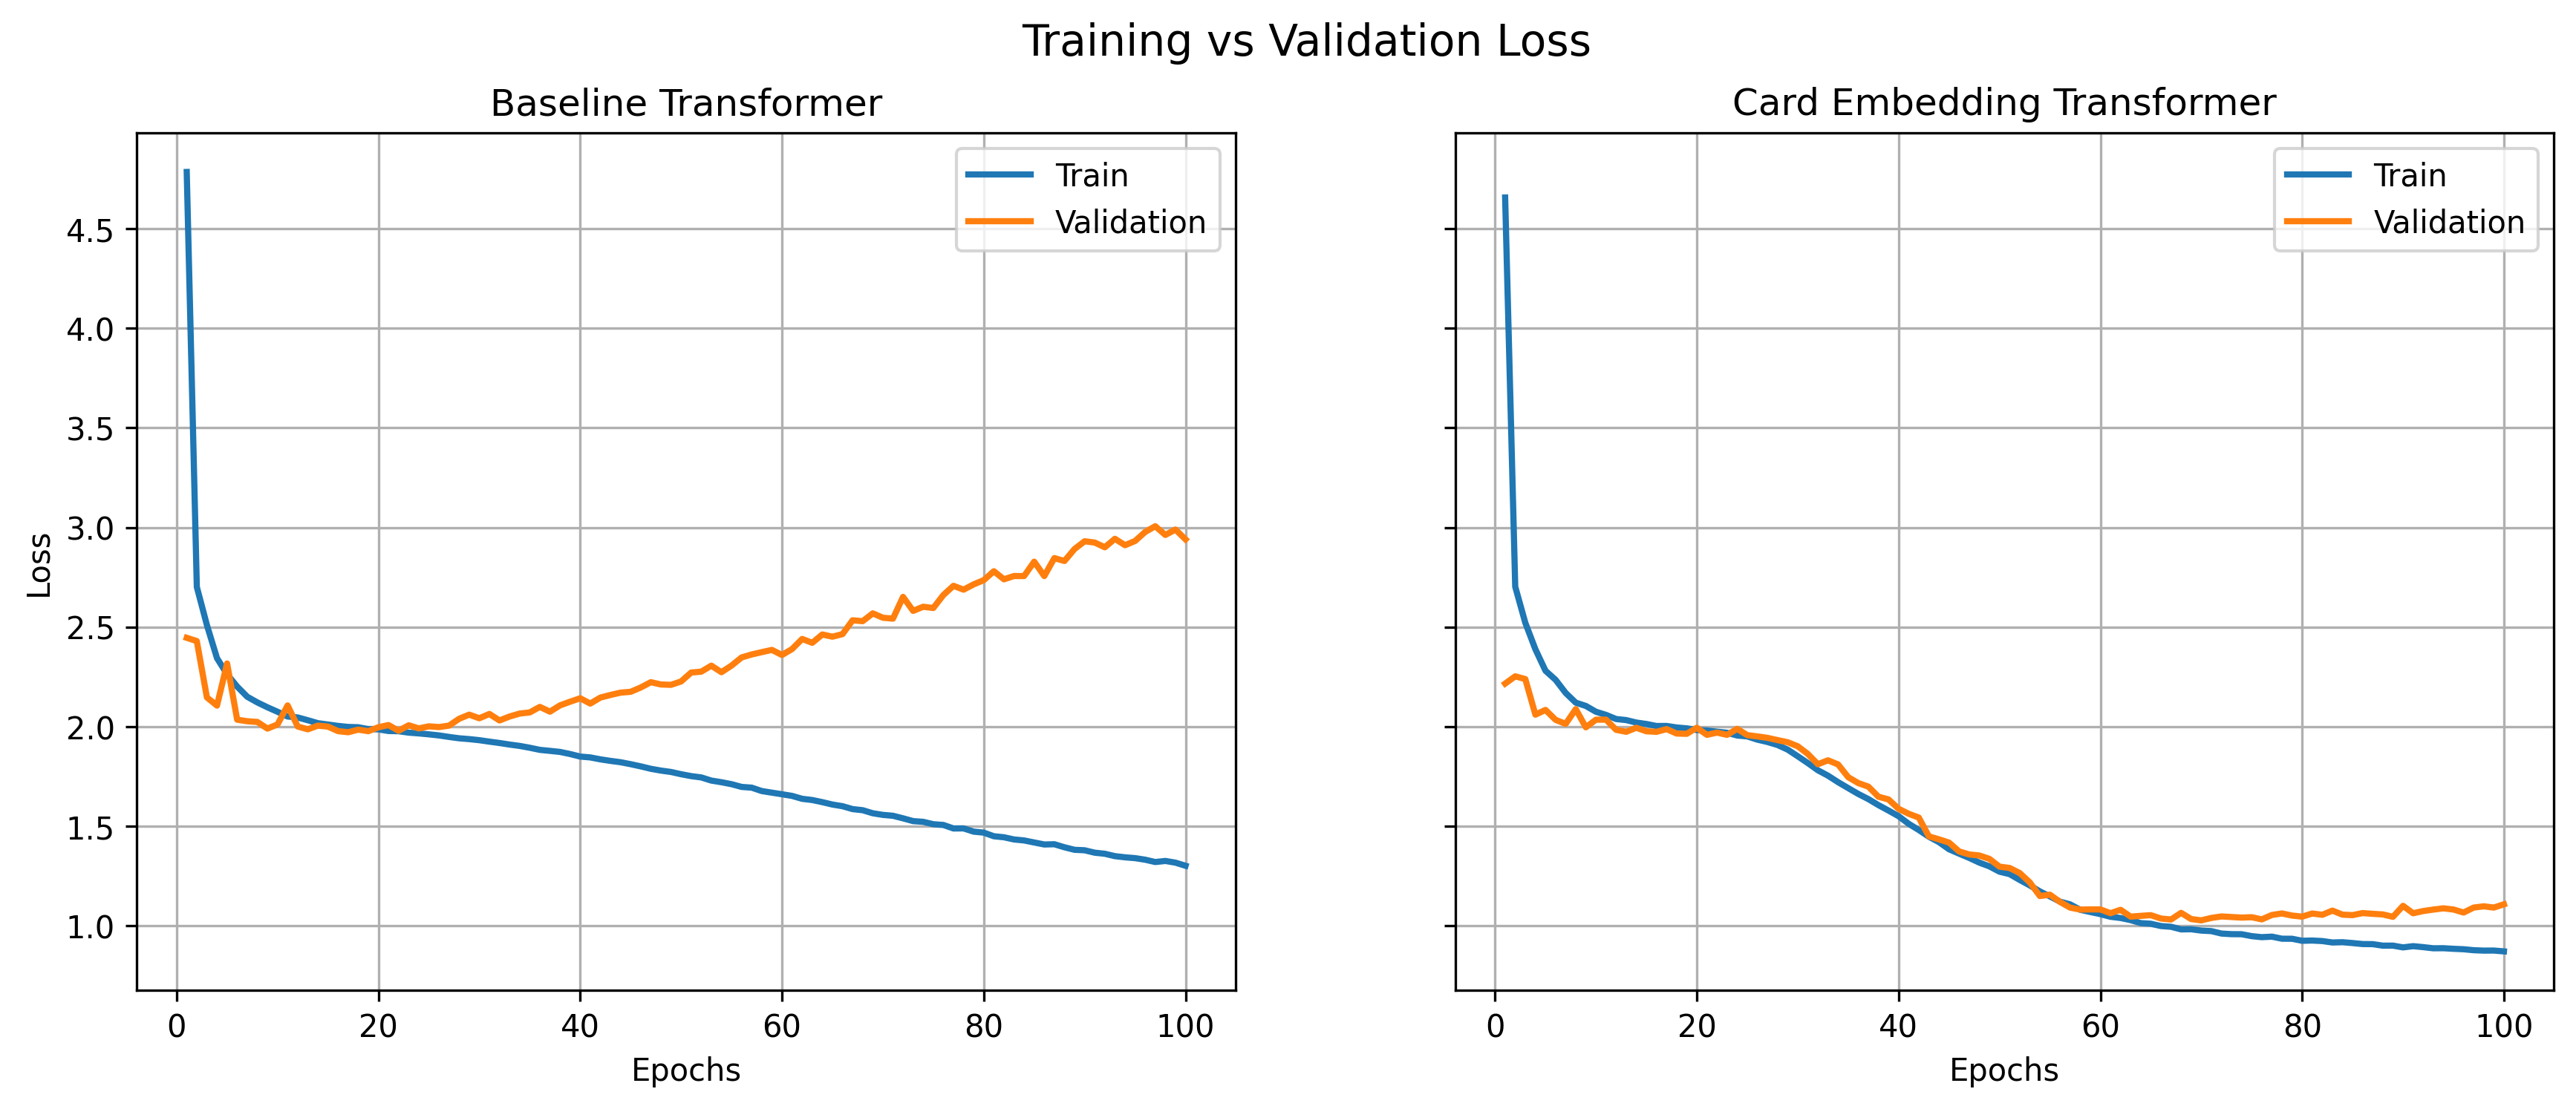 Training vs Validation Loss
Baseline Transformer
Train
Validation
4.5
4.0
3.5
3.0
2.5
2.0
1.5
1.0
Loss
0 20 40 60 80 100
Epochs
Card Embedding Transformer
Train
Validation
0 20 40 60 80 100
Epochs